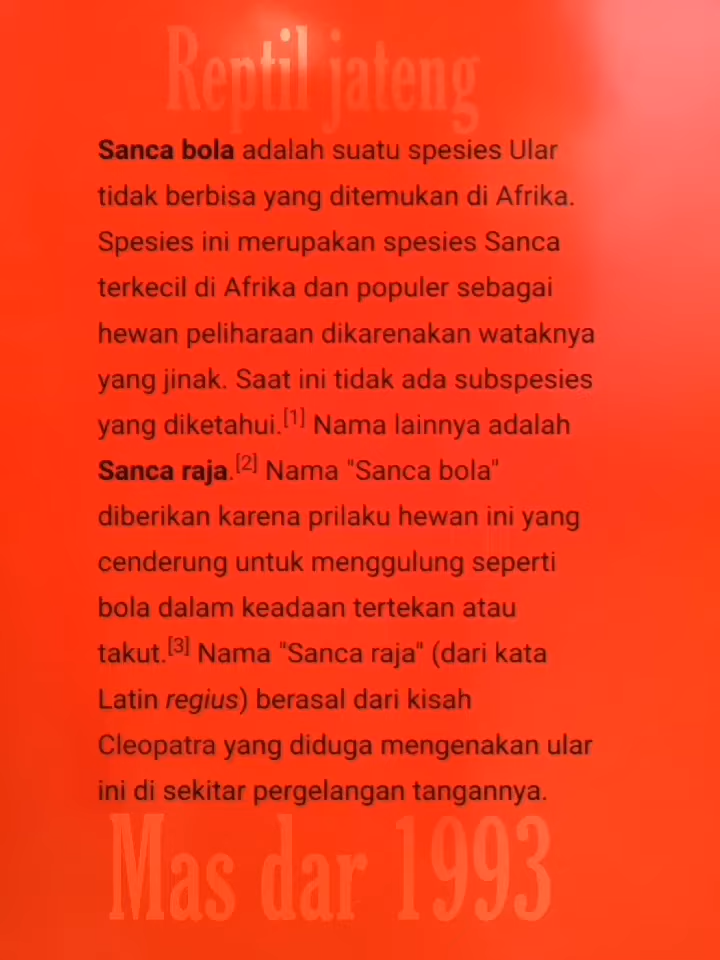 Reptil jateng
Sanca bola adalah suatu spesies Ular
tidak berbisa yang ditemukan di Afrika.
Spesies ini merupakan spesies Sanca
terkecil di Afrika dan populer sebagai
hewan peliharaan dikarenakan wataknya
yang jinak. Saat ini tidak ada subspesies
yang diketahui.[1] Nama lainnya adalah
Sanca raja.[2] Nama "Sanca bola"
diberikan karena prilaku hewan ini yang
cenderung untuk menggulung seperti
bola dalam keadaan tertekan atau
takut.[3] Nama "Sanca raja" (dari kata
Latin regius) berasal dari kisah
Cleopatra yang diduga mengenakan ular
ini di sekitar pergelangan tangannya.
Mas dar 1993